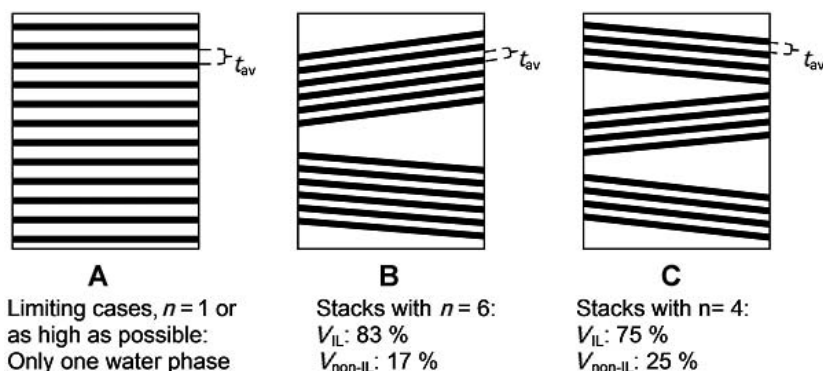 t_av
t_av
t_av
A
B
C
Limiting cases, n = 1 or
as high as possible:
Only one water phase
Stacks with n = 6:
V_IL: 83 %
V_non-IL: 17 %
Stacks with n= 4:
V_IL: 75 %
V_non-IL: 25 %